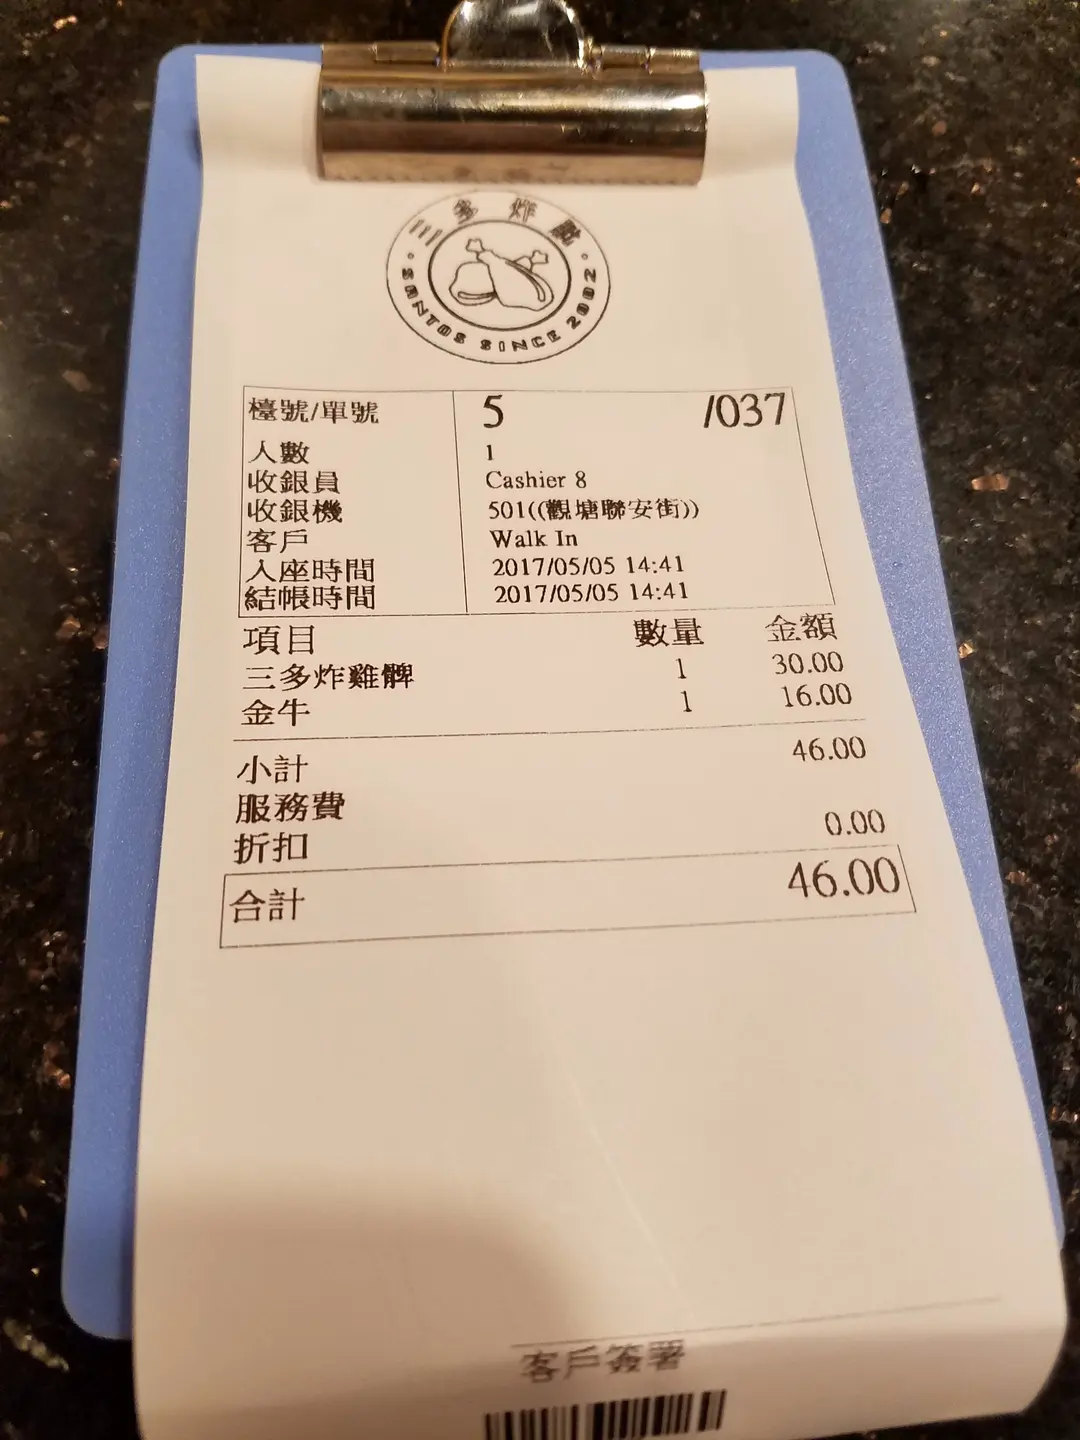 三多炸髀
SANTOS SINCE 2002
檯號/單號 5 /037
人數 1
收銀員 Cashier 8
收銀機 501((觀塘聯安街))
客戶 Walk In
入座時間 2017/05/05 14:41
結帳時間 2017/05/05 14:41
項目 數量 金額
三多炸雞髀 1 30.00
金牛 1 16.00
小計 46.00
服務費
折扣 0.00
合計 46.00
客戶簽署